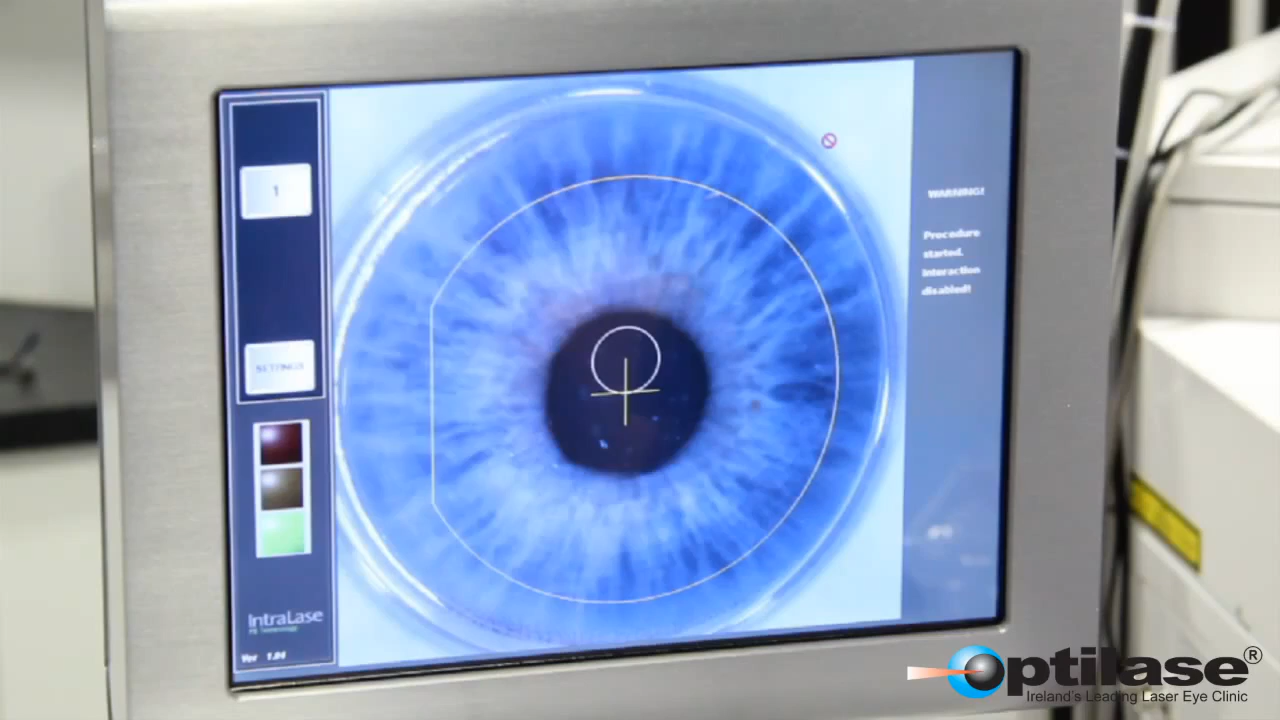 1
SETTINGS
IntraLase
Ver 1.04
WARNING!
Procedure
started.
Interaction
disabled!
Optilase®
Ireland's Leading Laser Eye Clinic